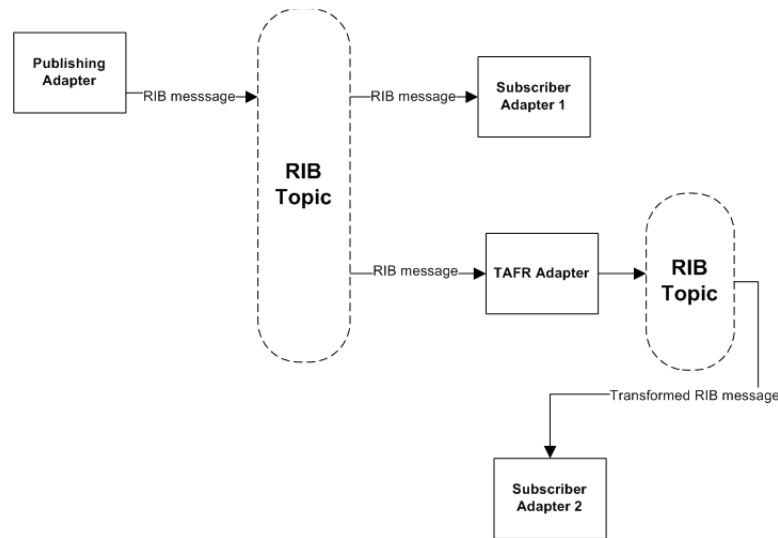 Publishing
Adapter
RIB messsage
RIB message
Subscriber
Adapter 1
RIB
Topic
RIB message
TAFR Adapter
RIB
Topic
Transformed RIB message
Subscriber
Adapter 2